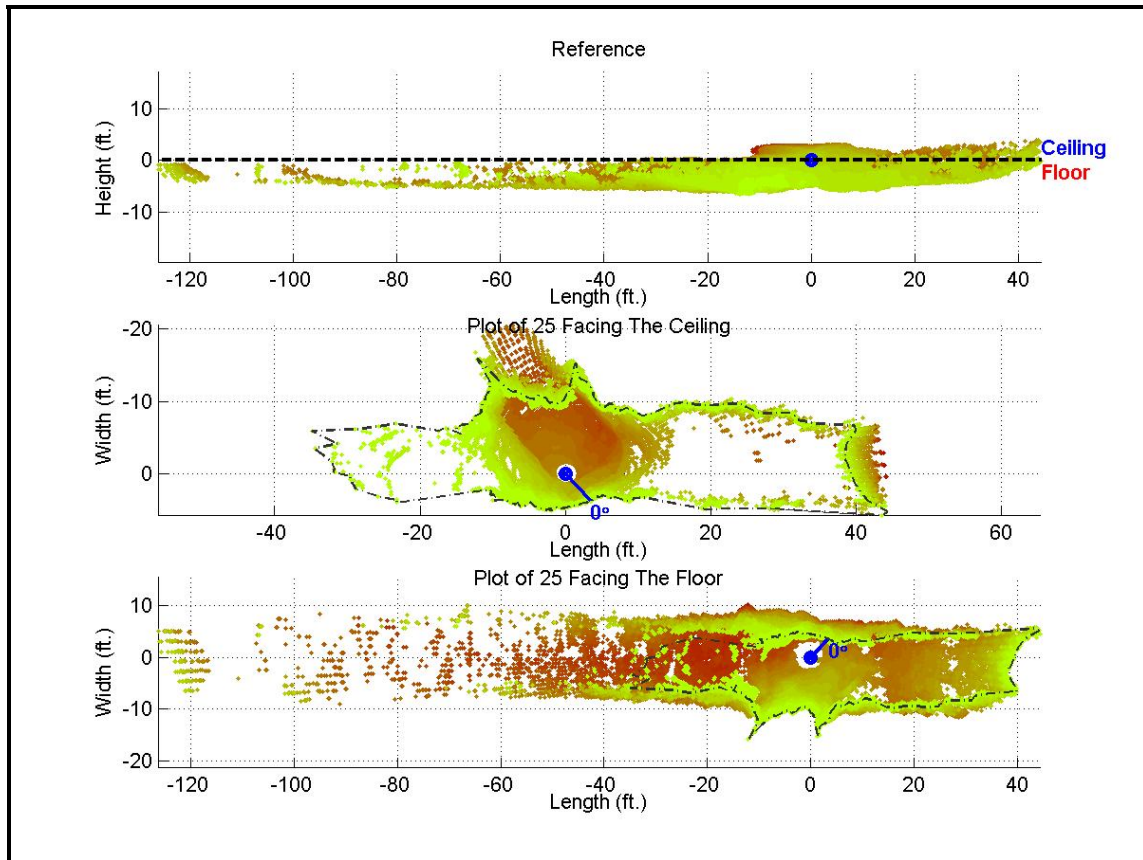 Reference
10
0
-10
Height (ft.)
Ceiling
Floor
-120 -100 -80 -60 -40 -20 0 20 40
Length (ft.)
Plot of 25 Facing The Ceiling
-20
-10
0
Width (ft.)
0°
-40 -20 0 20 40 60
Length (ft.)
Plot of 25 Facing The Floor
10
0
-10
-20
Width (ft.)
0°
-120 -100 -80 -60 -40 -20 0 20 40
Length (ft.)